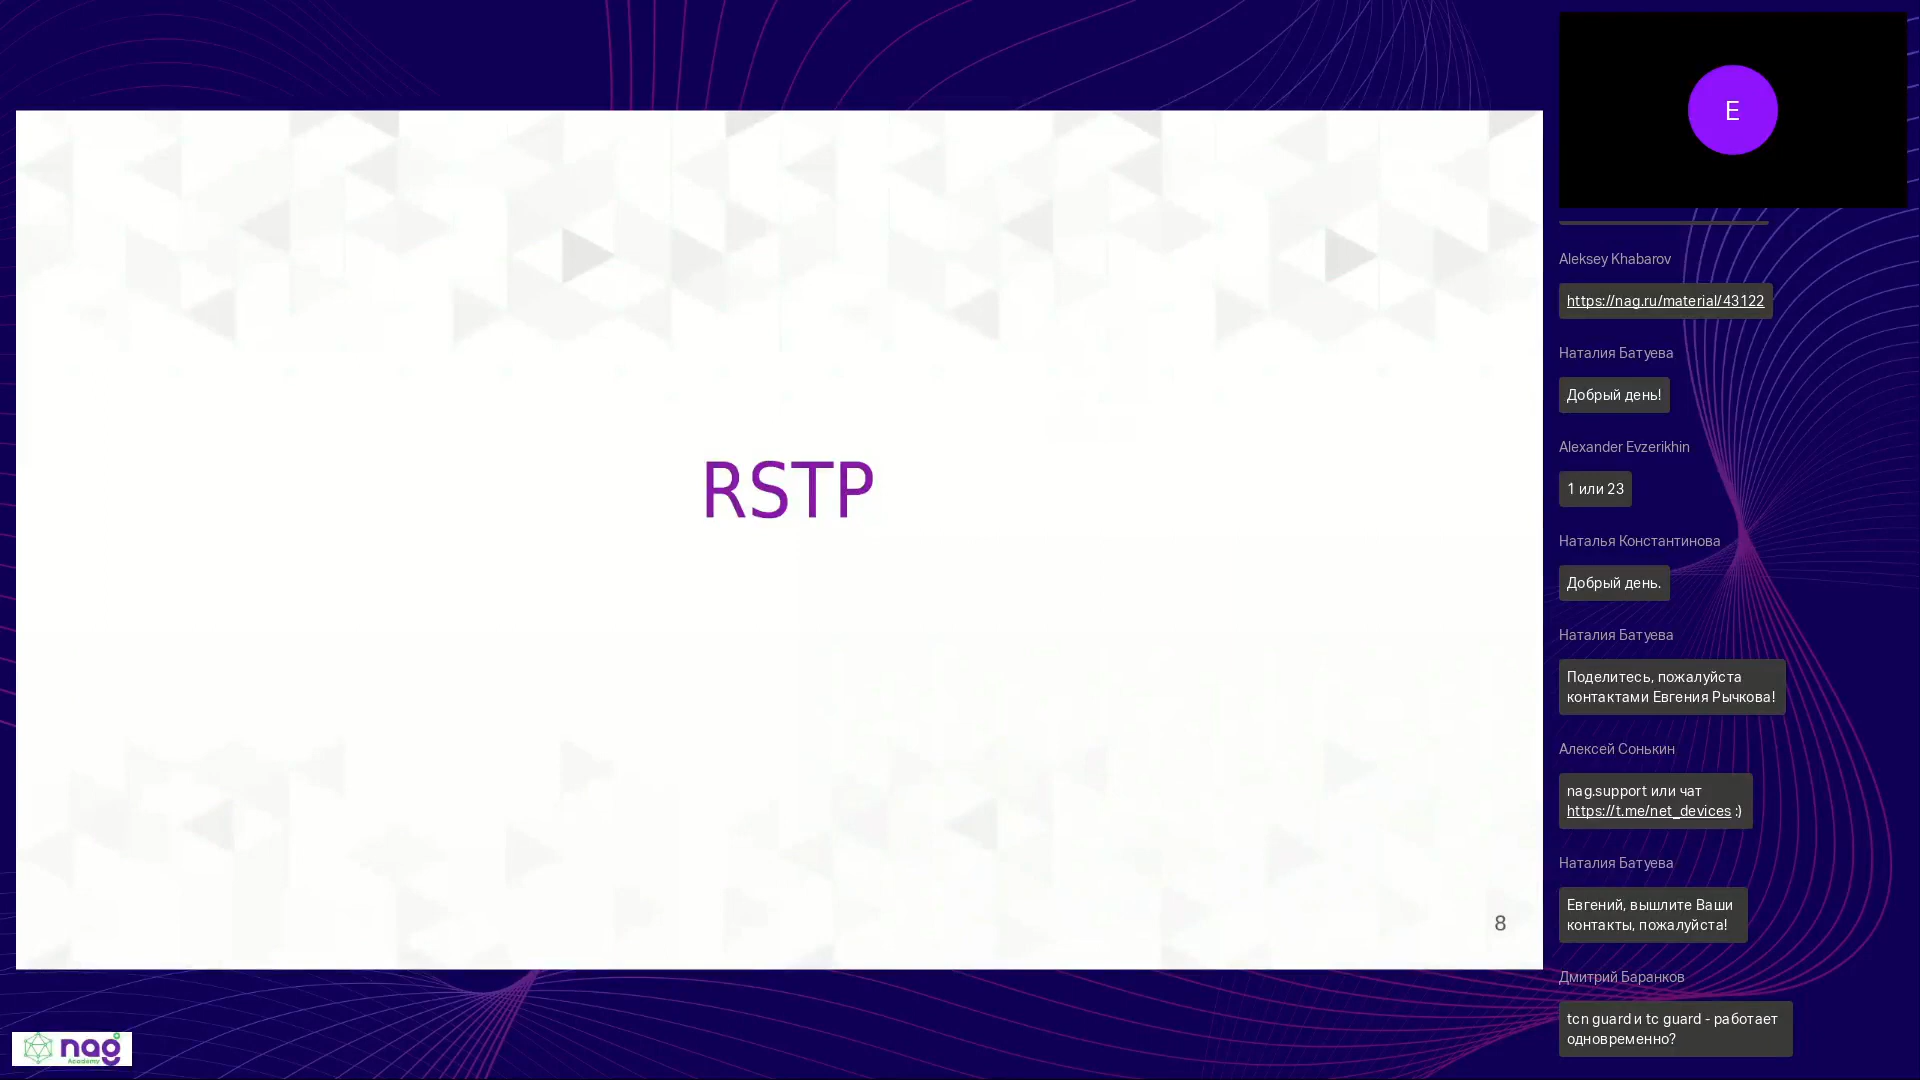 RSTP
8
nag
Academy
E
Aleksey Khabarov
https://nag.ru/material/43122
Наталия Батуева
Добрый день!
Alexander Evzerikhin
1 или 23
Наталья Константинова
Добрый день.
Наталия Батуева
Поделитесь, пожалуйста
контактами Евгения Рычкова!
Алексей Сонькин
nag.support или чат
https://t.me/net_devices :)
Наталия Батуева
Евгений, вышлите Ваши
контакты, пожалуйста!
Дмитрий Баранков
tcn guard и tc guard - работает
одновременно?